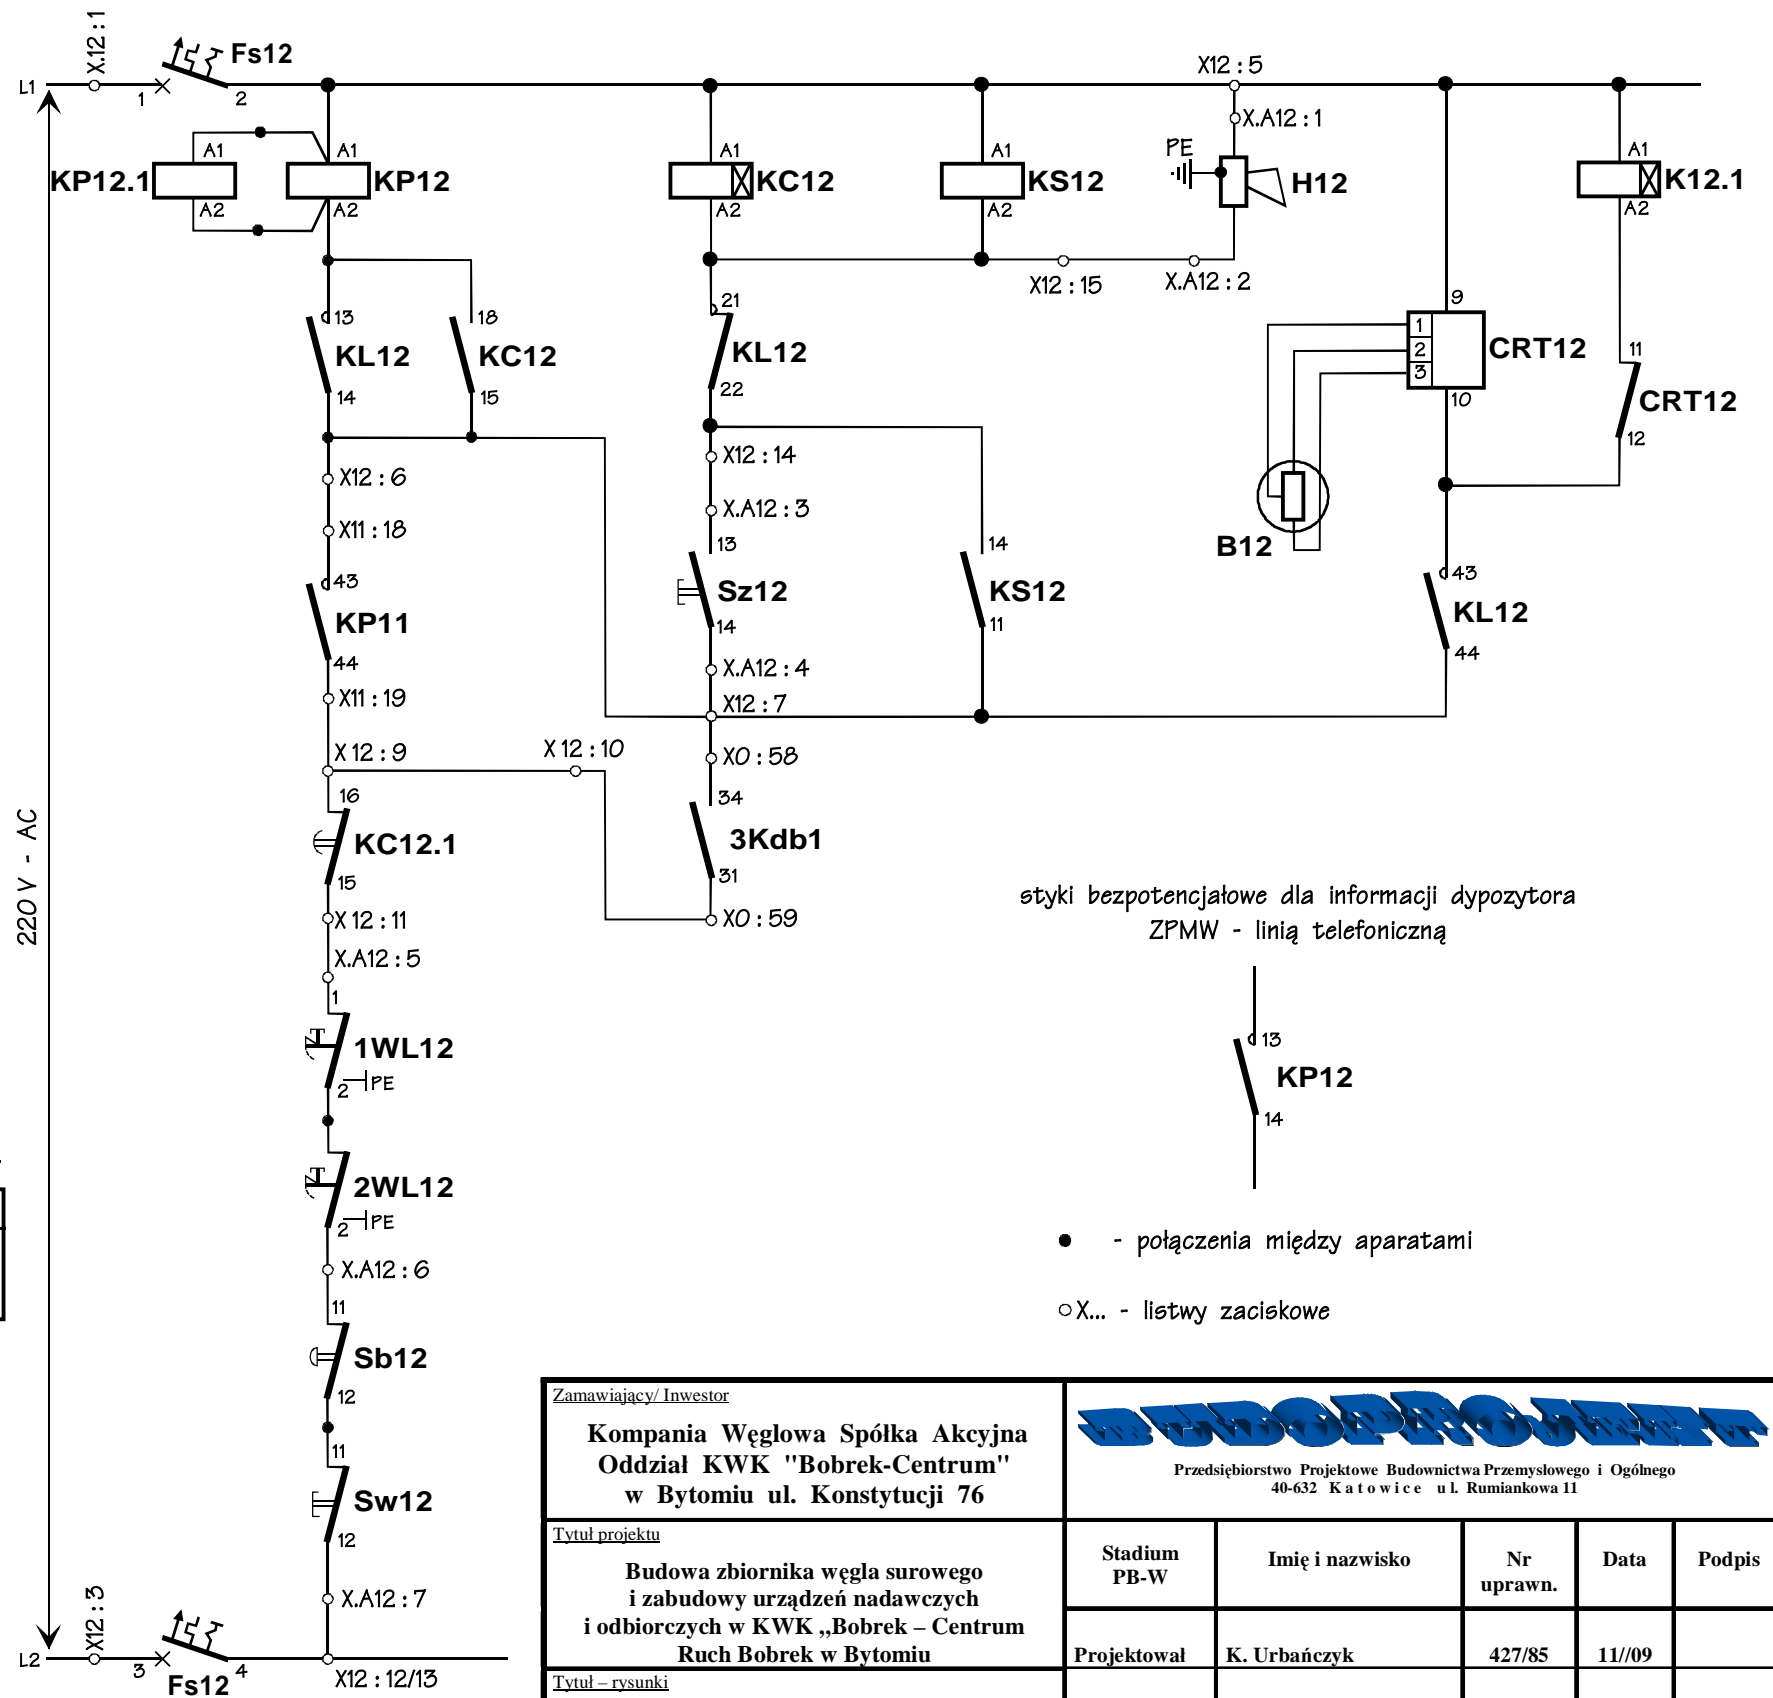 X.12 : 1
Fs12
L1
1
2
X12 : 5
X.A12 : 1
PE
A1
A1
A1
A1
A1
KP12.1
KP12
KC12
KS12
H12
K12.1
A2
A2
A2
A2
A2
X12 : 15
X.A12 : 2
13
18
21
9
KL12
KC12
KL12
1
2
3
CRT12
11
14
15
22
10
CRT12
12
X12 : 6
X12 : 14
X11 : 18
X.A12 : 3
B12
43
13
14
43
KP11
Sz12
KS12
KL12
44
14
11
44
X11 : 19
X.A12 : 4
X12 : 7
X 12 : 9
X 12 : 10
X0 : 58
16
34
220 V - AC
KC12.1
3Kdb1
15
31
X 12 : 11
X0 : 59
X.A12 : 5
styki bezpotencjałowe dla informacji dypozytora
ZPMW - linią telefoniczną
1
1WL12
2
PE
13
KP12
14
2WL12
2
PE
X.A12 : 6
- połączenia między aparatami
X... - listwy zaciskowe
11
Sb12
12
11
Sw12
12
X12 : 3
X.A12 : 7
L2
3
4
Fs12
X12 : 12/13
Zamawiający/ Inwestor
Kompania Węglowa Spółka Akcyjna
Oddział KWK "Bobrek-Centrum"
w Bytomiu ul. Konstytucji 76
BUDOPROJEKT
Przedsiębiorstwo Projektowe Budownictwa Przemysłowego i Ogólnego
40-632 K a t o w i c e u l. Rumiankowa 11
Tytuł projektu
Budowa zbiornika węgla surowego
i zabudowy urządzeń nadawczych
i odbiorczych w KWK „Bobrek – Centrum
Ruch Bobrek w Bytomiu
Stadium
PB-W
Imię i nazwisko
Nr
uprawn.
Data
Podpis
Projektował
K. Urbańczyk
427/85
11//09
Tytuł – rysunki